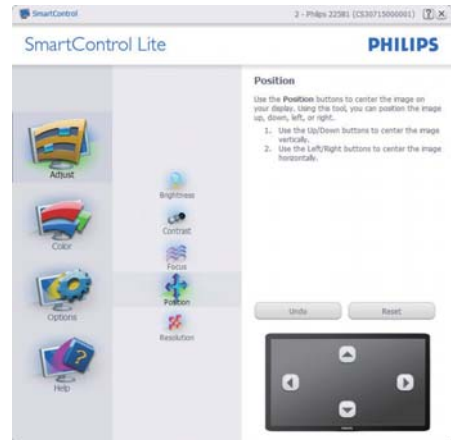 SmartControl
2 - Philips 225B1 (CS30715000001)
SmartControl Lite
PHILIPS
Adjust
Color
Options
Help
Brightness
Contrast
Focus
Position
Resolution
Position
Use the Position buttons to center the image on
your display. Using the tool, you can position the image
up, down, left, or right.
1. Use the Up/Down buttons to center the image
vertically.
2. Use the Left/Right buttons to center the image
horizontally.
Undo
Reset